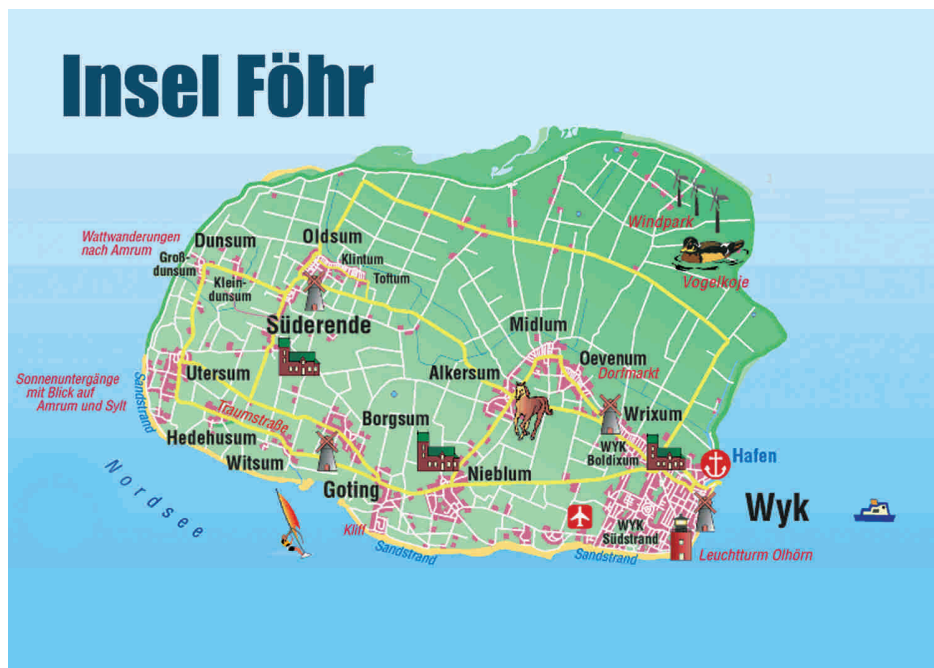 Insel Föhr
Windpark
Wattwanderungen
nach Amrum
Dunsum
Oldsum
Groß-
dunsum
Klintum
Klein-
dunsum
Toftum
Vogelkoje
Süderende
Midlum
Oevenum
Dorfmarkt
Alkersum
Utersum
Sonnenuntergänge
mit Blick auf
Amrum und Sylt
Sandstrand
Traumstraße
Borgsum
Wrixum
Hedehusum
WYK
Boldixum
Hafen
Witsum
Nieblum
Goting
Nordsee
Wyk
Kliff
WYK
Südstrand
Sandstrand
Sandstrand
Leuchtturm Olhörn